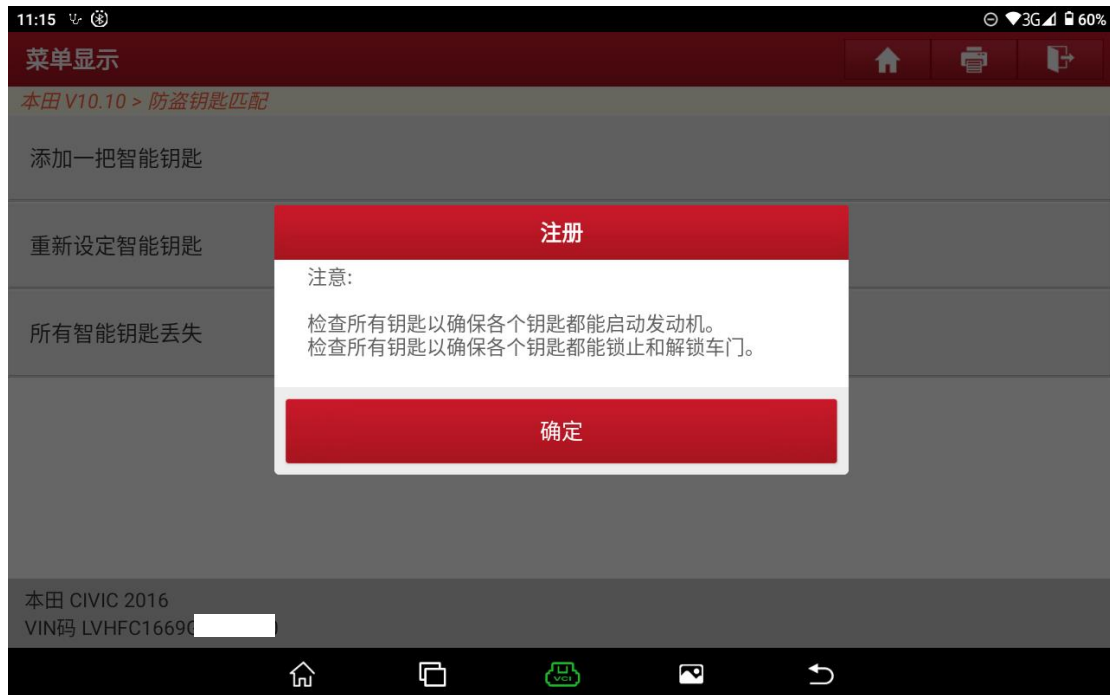 11:15
3G
60%
菜单显示
本田 V10.10 > 防盗钥匙匹配
添加一把智能钥匙
重新设定智能钥匙
所有智能钥匙丢失
注册
注意:
检查所有钥匙以确保各个钥匙都能启动发动机。
检查所有钥匙以确保各个钥匙都能锁止和解锁车门。
确定
本田 CIVIC 2016
VIN码 LVHFC1669
VCI